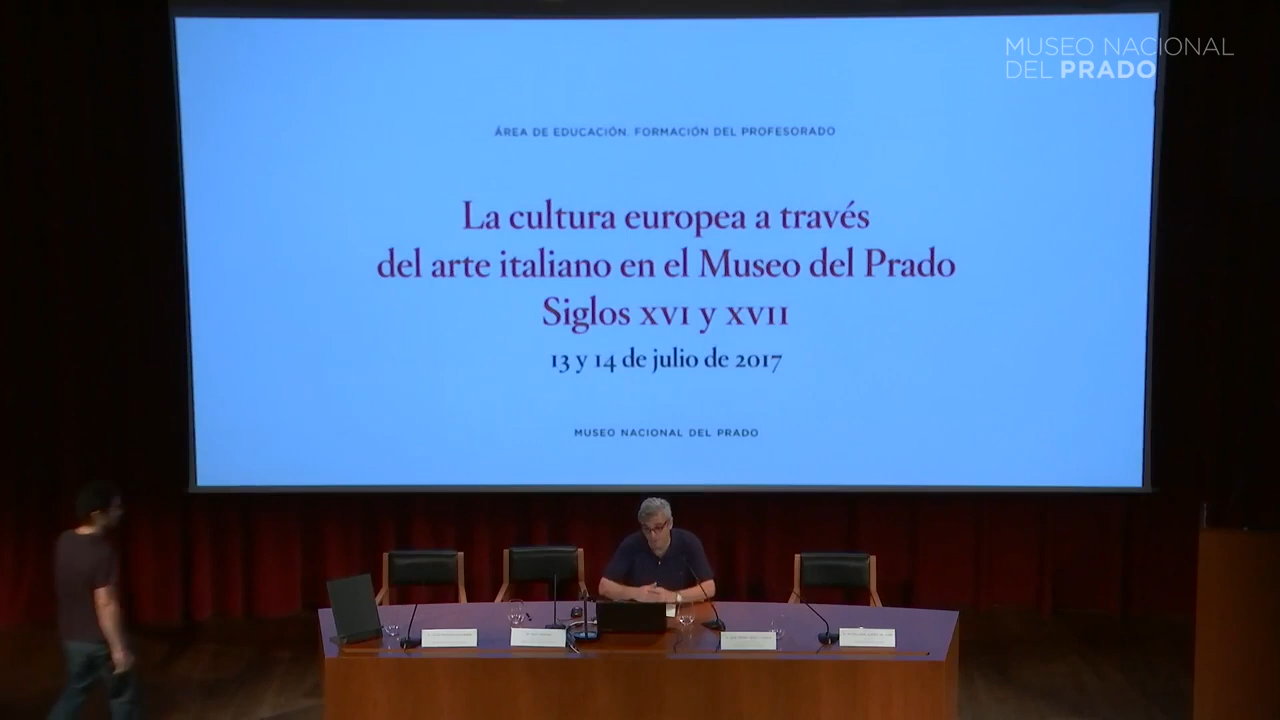 MUSEO NACIONAL
DEL PRADO
ÁREA DE EDUCACIÓN. FORMACIÓN DEL PROFESORADO
La cultura europea a través
del arte italiano en el Museo del Prado
Siglos XVI y XVII
13 y 14 de julio de 2017
MUSEO NACIONAL DEL PRADO